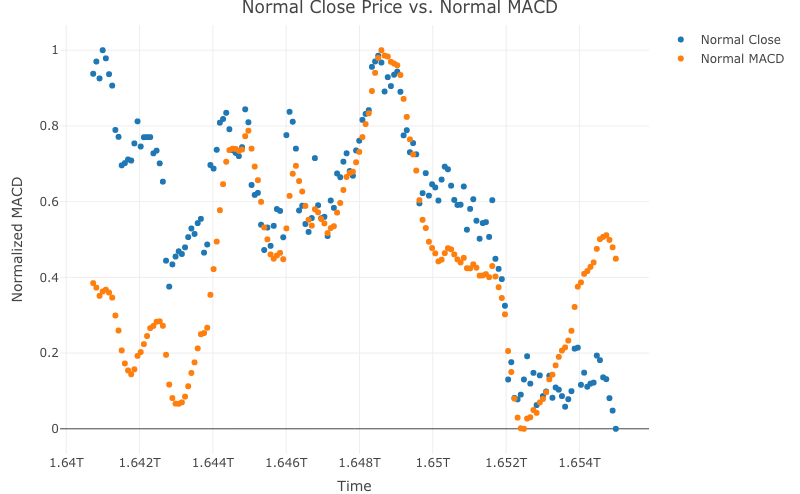 Normal Close Price vs. Normal MACD
Normal Close
Normal MACD
Normalized MACD
1
0.8
0.6
0.4
0.2
0
1.64T 1.642T 1.644T 1.646T 1.648T 1.65T 1.652T 1.654T
Time